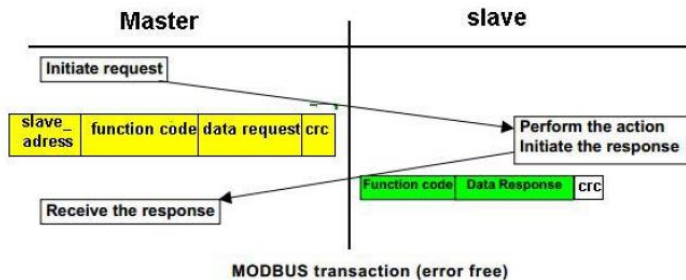 Master
slave
Initiate request
slave_
adress
function code
data request
crc
Perform the action
Initiate the response
Function code
Data Response
crc
Receive the response
MODBUS transaction (error free)